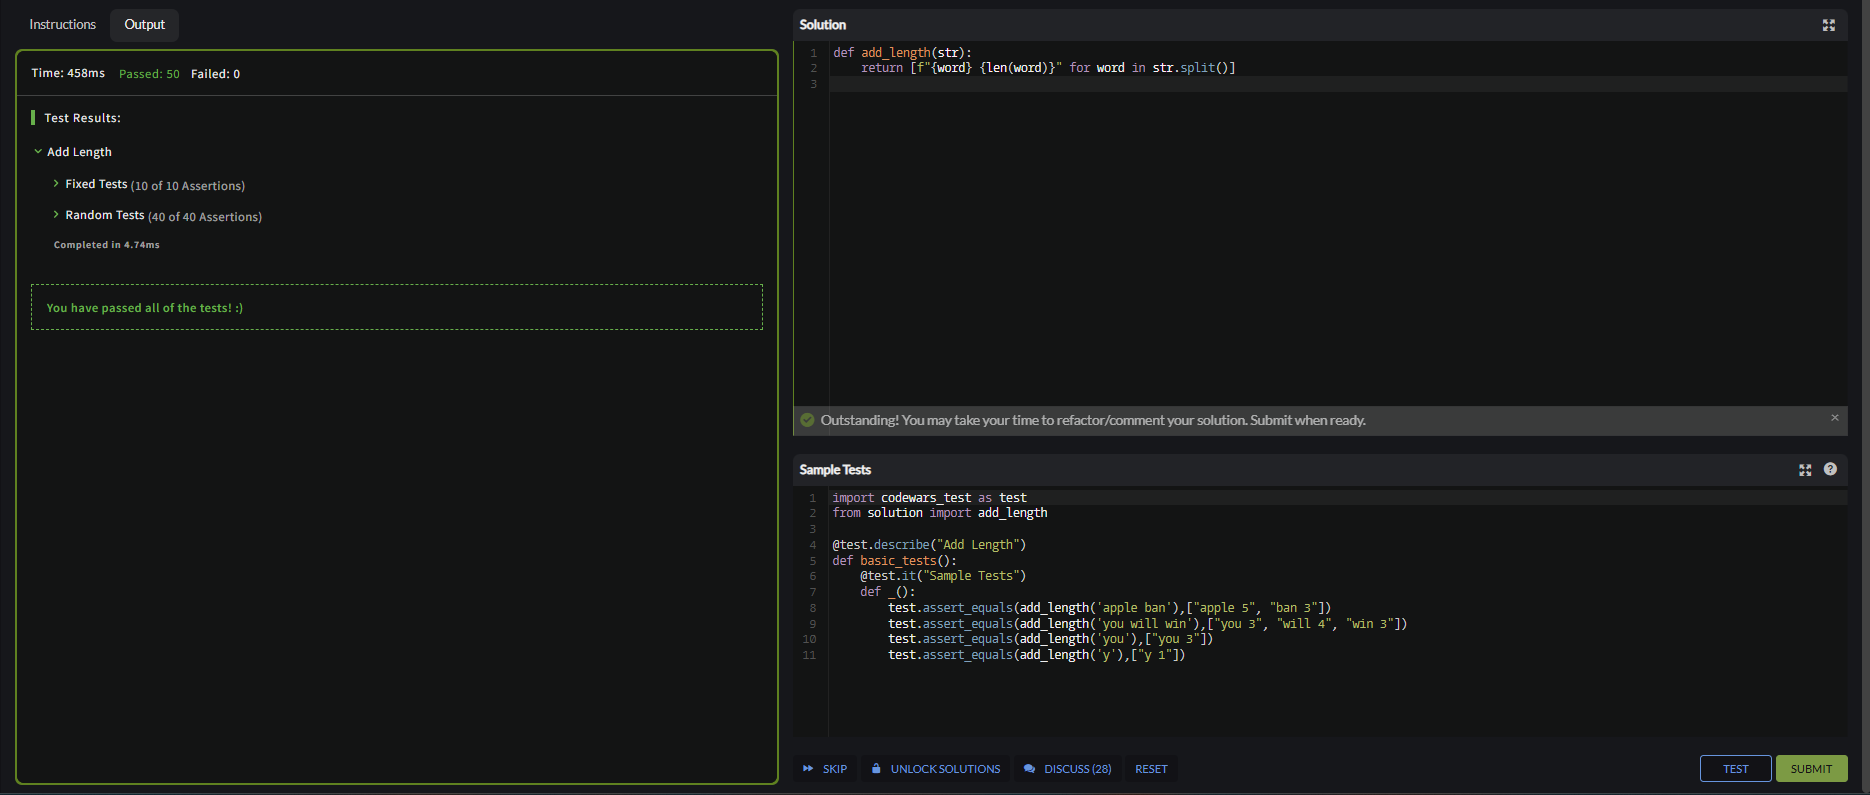 Instructions
Output
Time: 458ms Passed: 50 Failed: 0
Test Results:
Add Length
Fixed Tests (10 of 10 Assertions)
Random Tests (40 of 40 Assertions)
Completed in 4.74ms
You have passed all of the tests! :)
Solution
1 def add_length(str):
2     return [f"{word} {len(word)}" for word in str.split()]
3
Outstanding! You may take your time to refactor/comment your solution. Submit when ready.
Sample Tests
1 import codewars_test as test
2 from solution import add_length
3
4 @test.describe("Add Length")
5 def basic_tests():
6     @test.it("Sample Tests")
7     def _():
8         test.assert_equals(add_length('apple ban'),["apple 5", "ban 3"])
9         test.assert_equals(add_length('you will win'),["you 3", "will 4", "win 3"])
10         test.assert_equals(add_length('you'),["you 3"])
11         test.assert_equals(add_length('y'),["y 1"])
SKIP
UNLOCK SOLUTIONS
DISCUSS (28)
RESET
TEST
SUBMIT